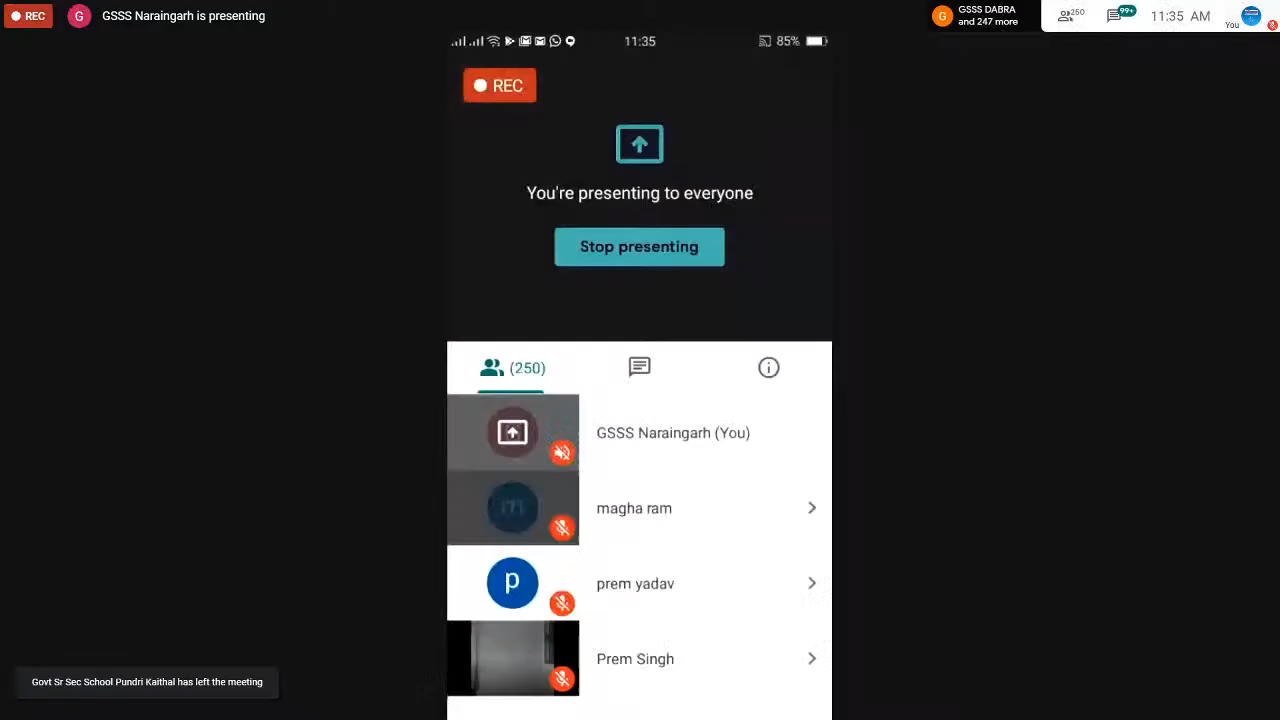 REC
G
GSSS Naraingarh is presenting
G
GSSS DABRA
and 247 more
250
99+
11:35 AM
You
11:35
85%
REC
You're presenting to everyone
Stop presenting
(250)
GSSS Naraingarh (You)
m
magha ram
p
prem yadav
Prem Singh
Govt Sr Sec School Pundri Kaithal has left the meeting